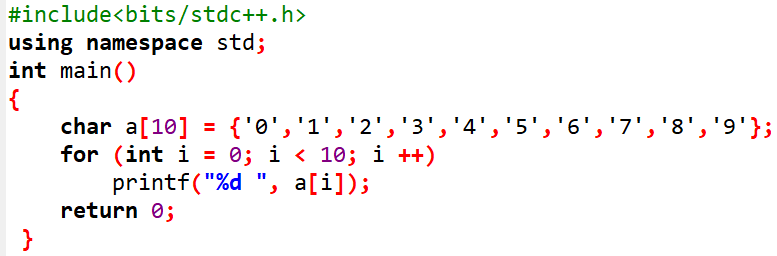 #include<bits/stdc++.h>
using namespace std;
int main()
{
    char a[10] = {'0','1','2','3','4','5','6','7','8','9'};
    for (int i = 0; i < 10; i ++)
        printf("%d ", a[i]);
    return 0;
}